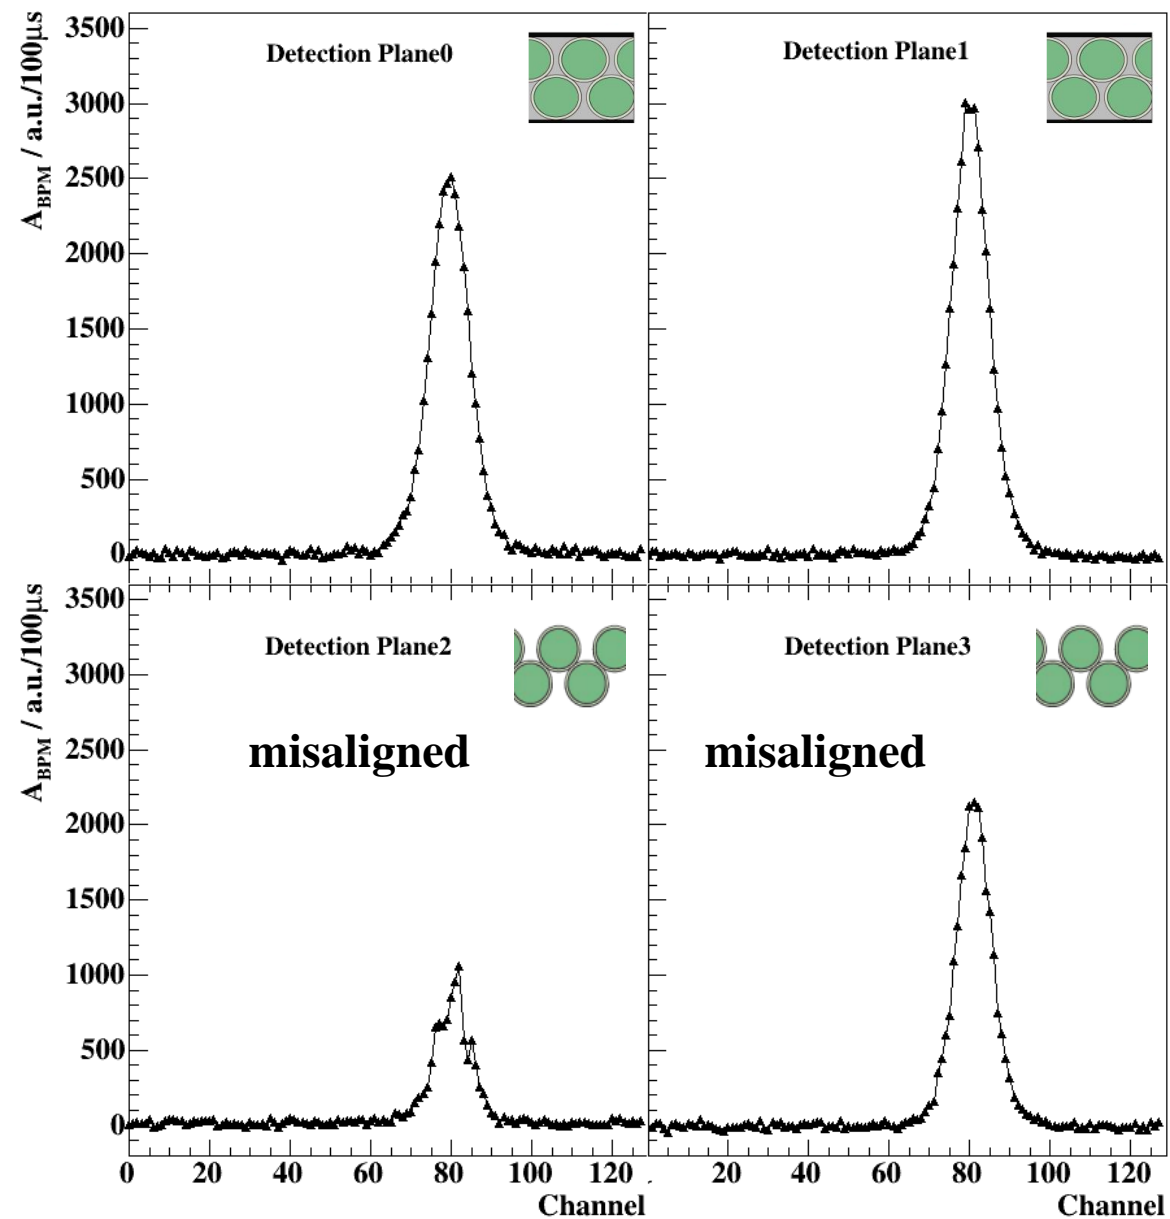 A_BPM / a.u./100μs
3500
3000
2500
2000
1500
1000
500
0
Detection Plane0
Detection Plane1
A_BPM / a.u./100μs
3500
3000
2500
2000
1500
1000
500
0
Detection Plane2
misaligned
Detection Plane3
misaligned
0 20 40 60 80 100 120
Channel
20 40 60 80 100 120
Channel